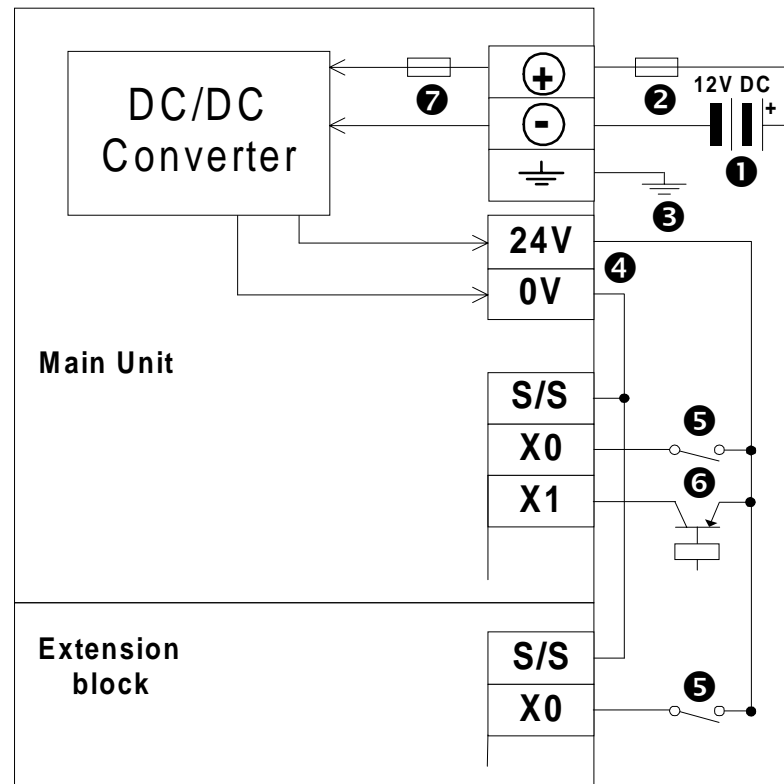 DC/DC
Converter
❼
+
-
❷
12V DC
+
❶
❸
24V
❹
0V
Main Unit
S/S
❺
X0
❻
X1
Extension
block
S/S
❺
X0